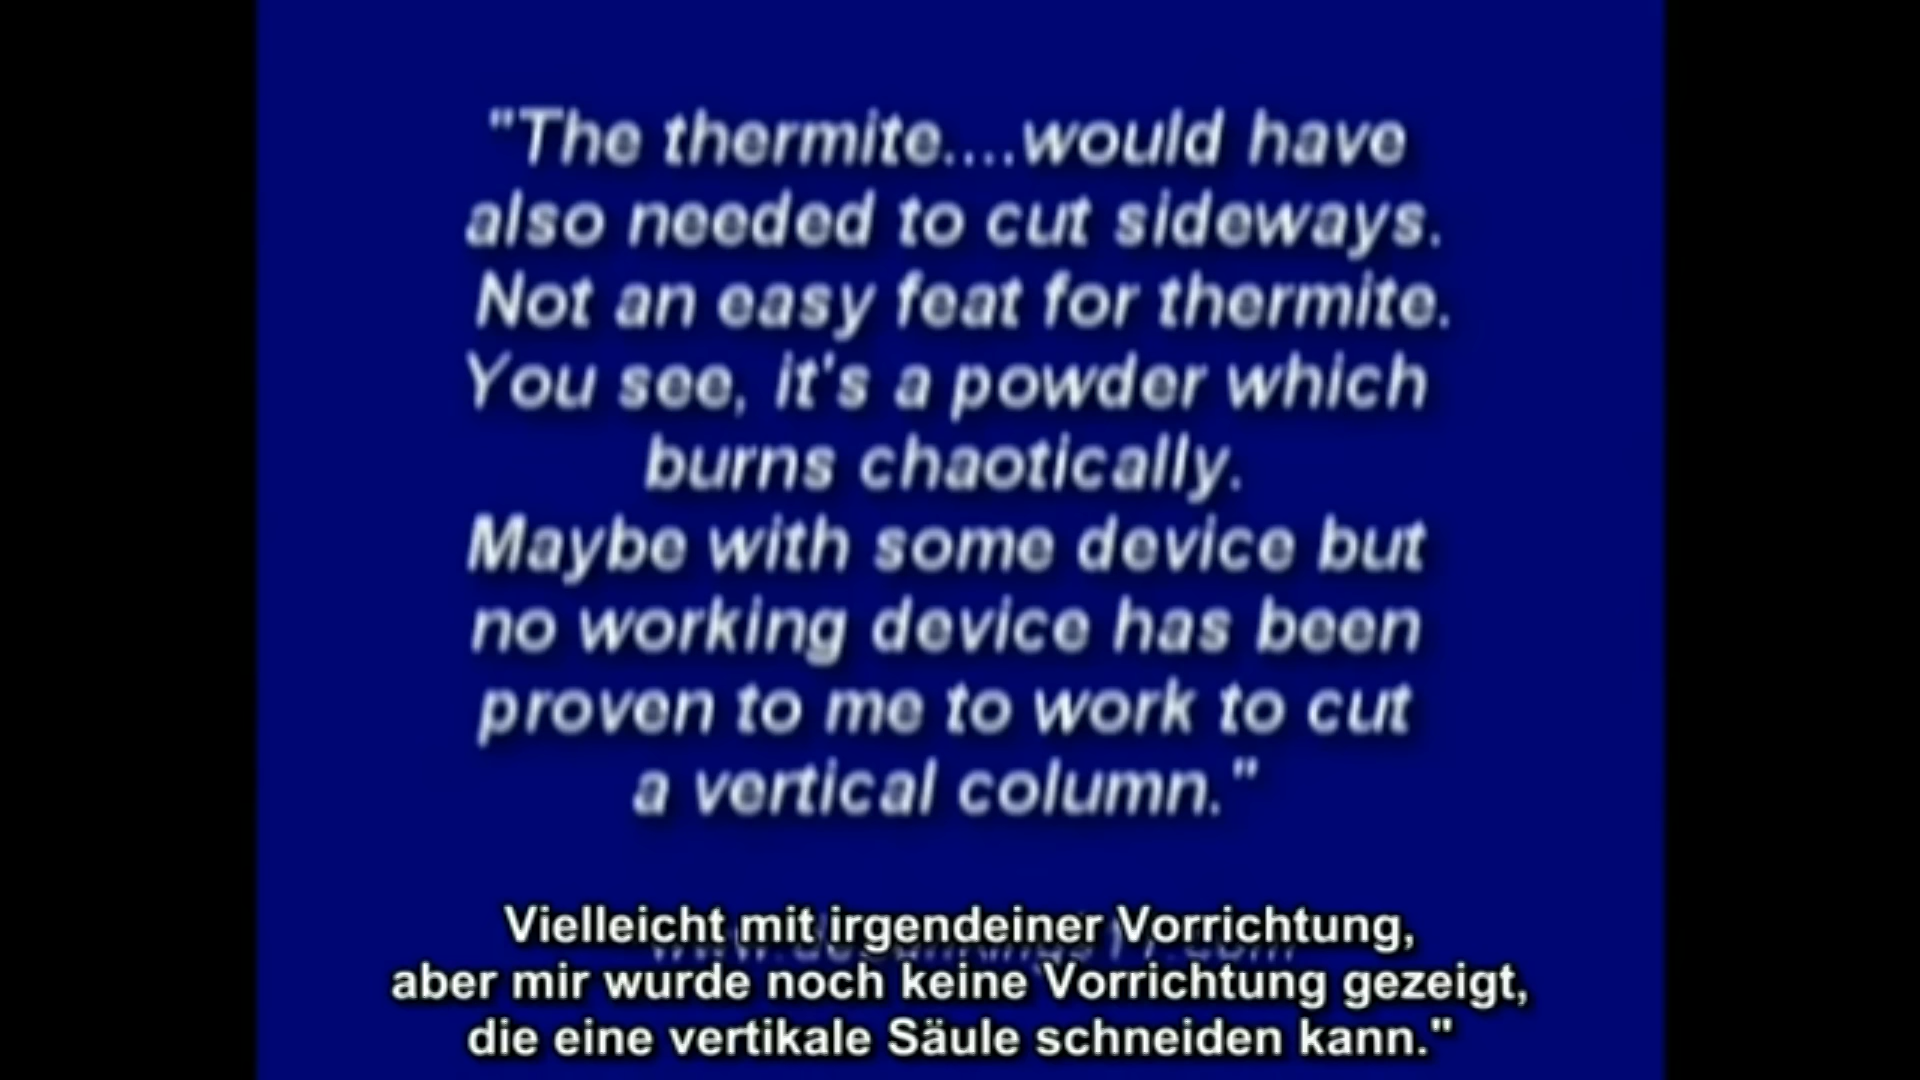 "The thermite....would have
also needed to cut sideways.
Not an easy feat for thermite.
You see, it's a powder which
burns chaotically.
Maybe with some device but
no working device has been
proven to me to work to cut
a vertical column."
Vielleicht mit irgendeiner Vorrichtung,
aber mir wurde noch keine Vorrichtung gezeigt,
die eine vertikale Säule schneiden kann."